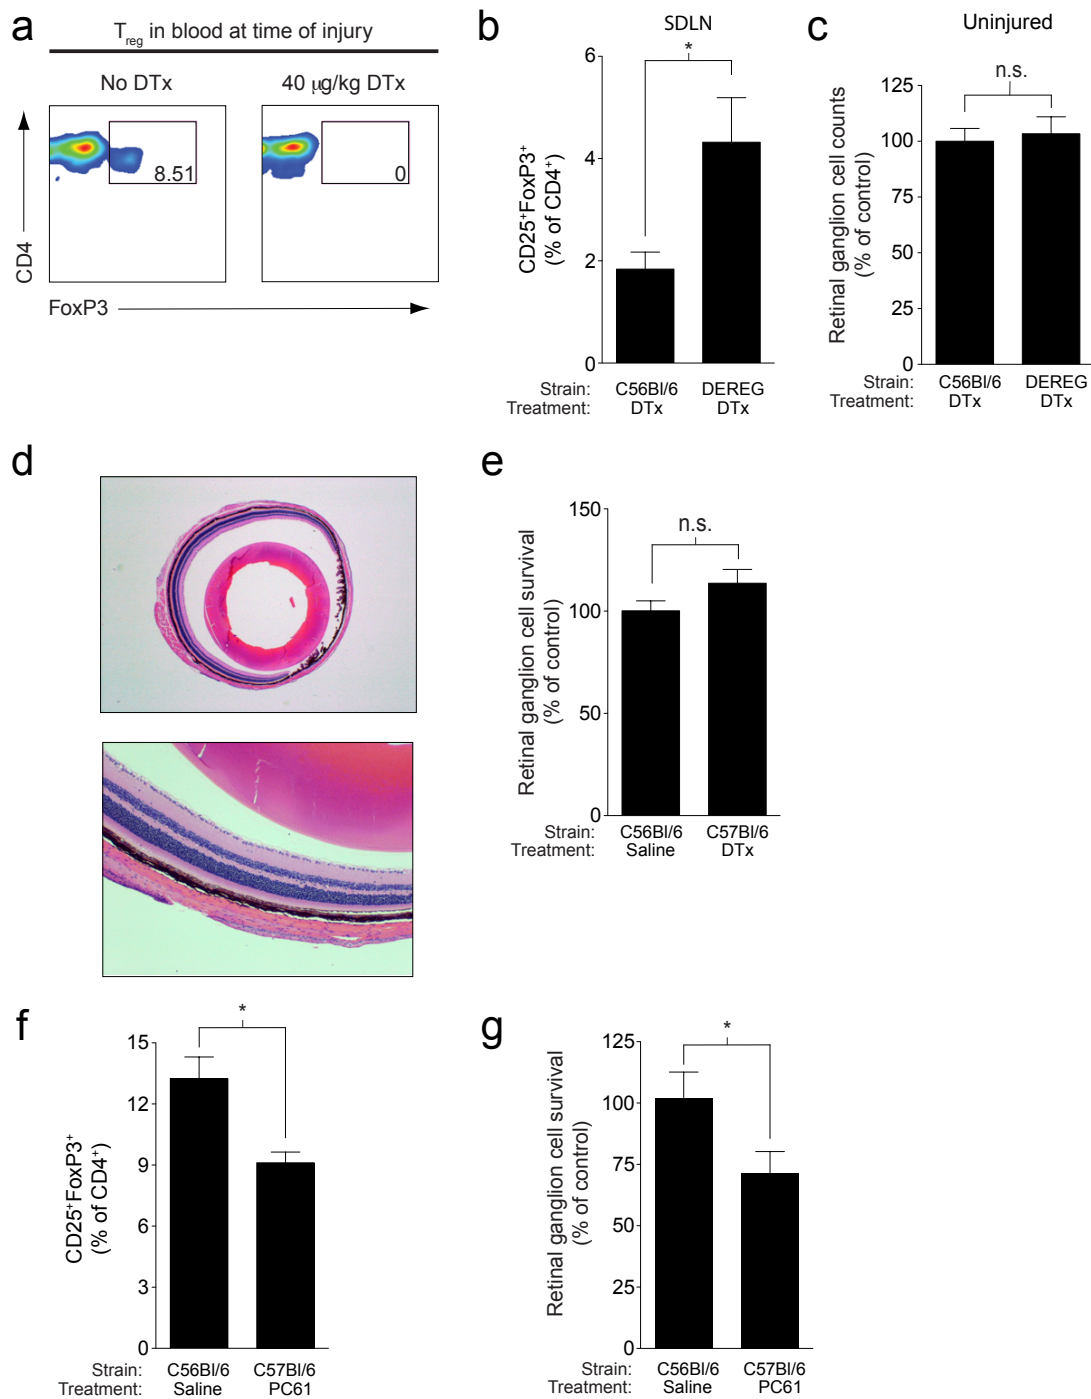 a
T reg in blood at time of injury
No DTx
40 µg/kg DTx
8.51
0
CD4
FoxP3
b
SDLN
*
6
4
2
0
CD25⁺FoxP3⁺
(% of CD4⁺)
Strain: C56Bl/6 DEREG
Treatment: DTx DTx
c
Uninjured
n.s.
125
100
75
50
25
0
Retinal ganglion cell counts
(% of control)
C56Bl/6 DEREG
DTx DTx
d
e
n.s.
150
100
50
0
Retinal ganglion cell survival
(% of control)
Strain: C56Bl/6 C57Bl/6
Treatment: Saline DTx
f
*
15
12
9
6
3
0
CD25⁺FoxP3⁺
(% of CD4⁺)
Strain: C56Bl/6 C57Bl/6
Treatment: Saline PC61
g
*
125
100
75
50
25
0
Retinal ganglion cell survival
(% of control)
Strain: C56Bl/6 C57Bl/6
Treatment: Saline PC61